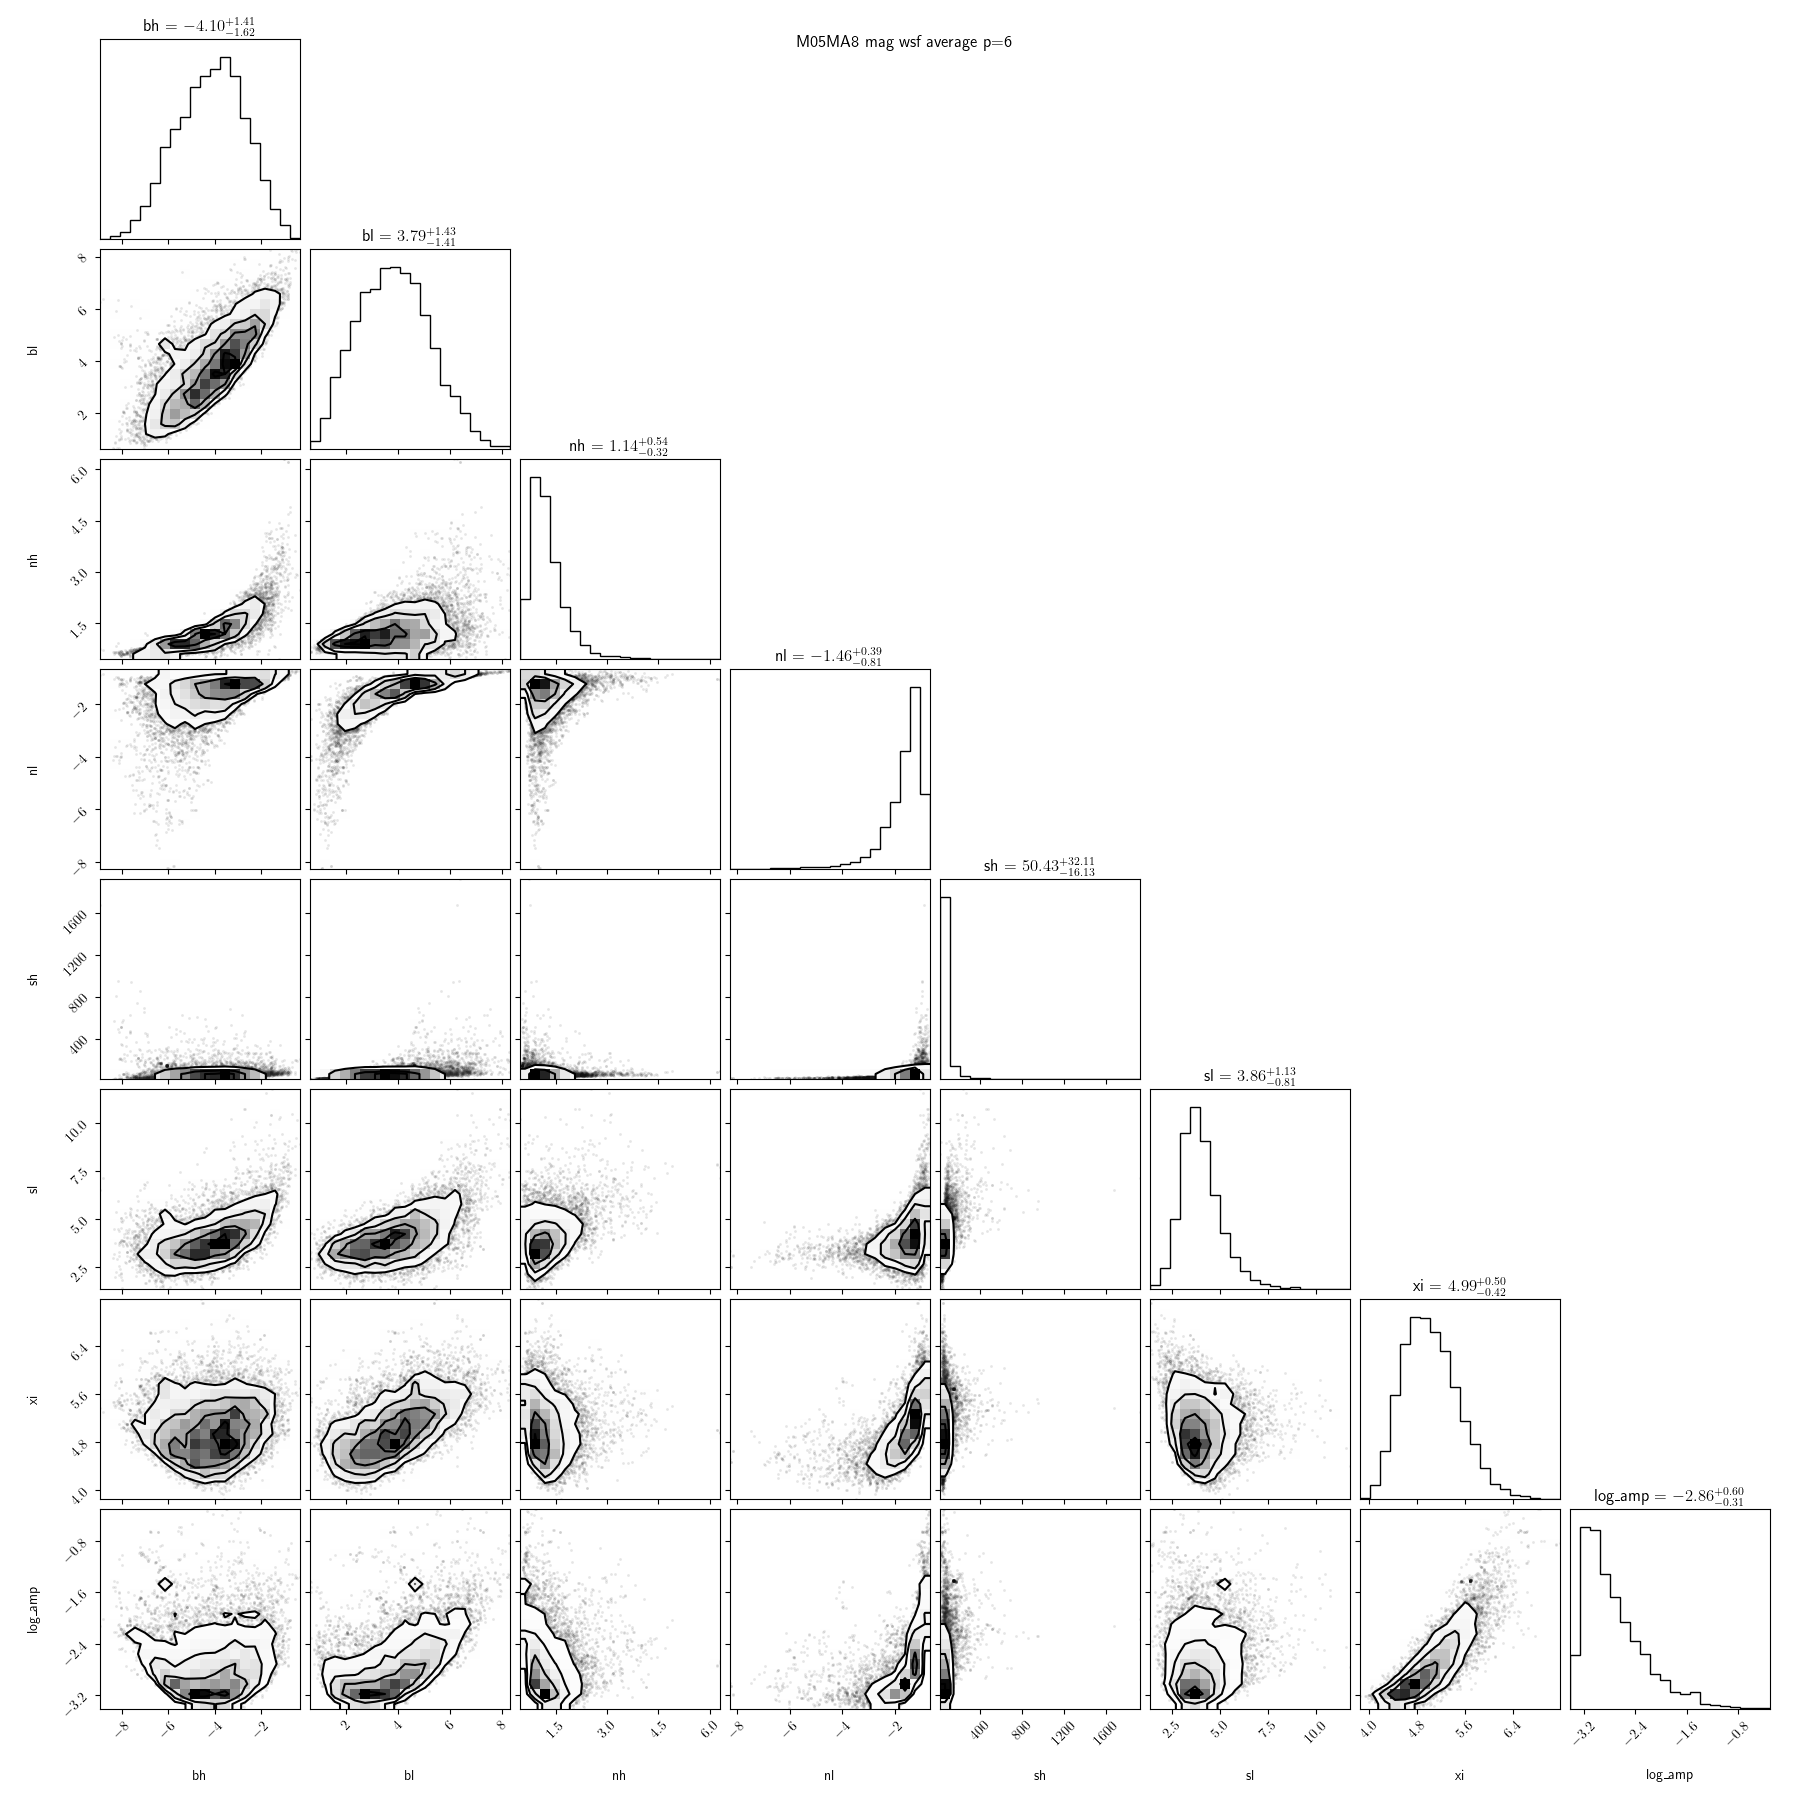 M05MA8 mag wsf average p=6
bh = −4.10+1.41−1.62
bl = 3.79+1.43−1.41
8
6
4
2
bl
nh = 1.14+0.54−0.32
6.0
4.5
3.0
1.5
nh
nl = −1.46+0.39−0.81
−2
−4
−6
−8
nl
sh = 50.43+32.11−16.13
1600
1200
800
400
sh
sl = 3.86+1.13−0.81
10.0
7.5
5.0
2.5
sl
xi = 4.99+0.50−0.42
6.4
5.6
4.8
4.0
xi
log_amp = −2.86+0.60−0.31
−0.8
−1.6
−2.4
−3.2
log_amp
−8 −6 −4 −2 2 4 6 8 1.5 3.0 4.5 6.0 −8 −6 −4 −2 400 800 1200 1600 2.5 5.0 7.5 10.0 4.0 4.8 5.6 6.4 −3.2 −2.4 −1.6 −0.8
bh bl nh nl sh sl xi log_amp